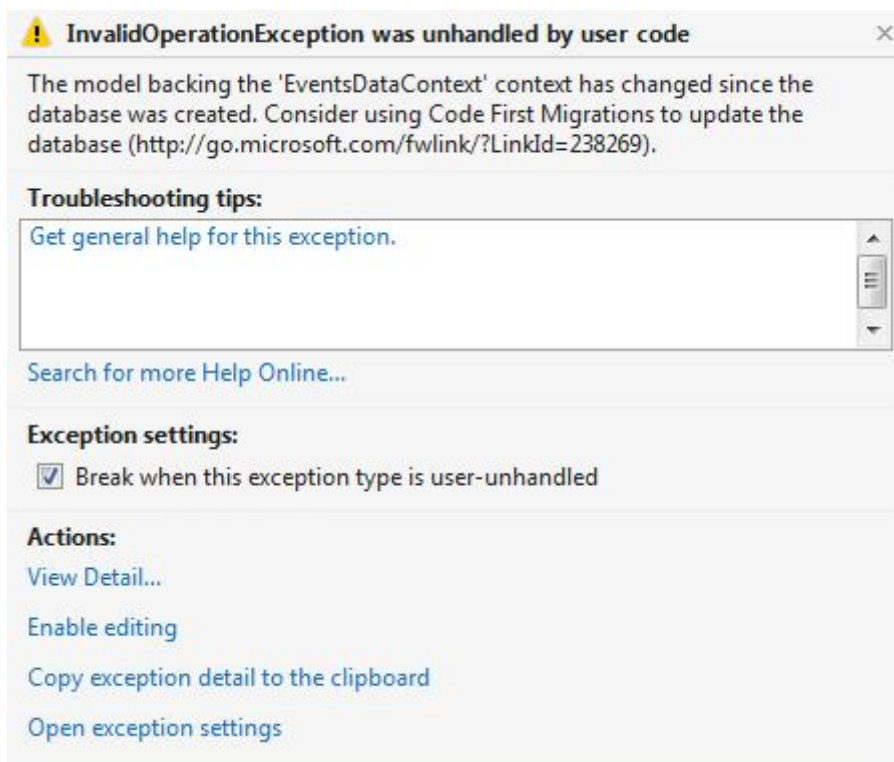 InvalidOperationException was unhandled by user code
The model backing the 'EventsDataContext' context has changed since the
database was created. Consider using Code First Migrations to update the
database (http://go.microsoft.com/fwlink/?LinkId=238269).
Troubleshooting tips:
Get general help for this exception.
Search for more Help Online...
Exception settings:
Break when this exception type is user-unhandled
Actions:
View Detail...
Enable editing
Copy exception detail to the clipboard
Open exception settings